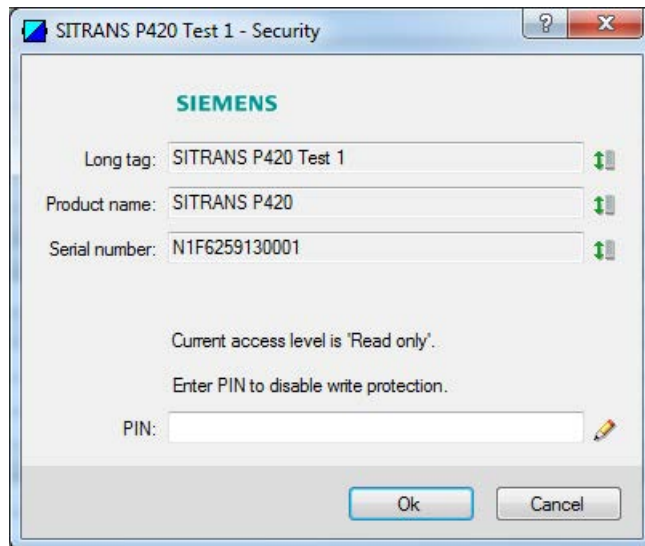 SITRANS P420 Test 1 - Security
SIEMENS
Long tag: SITRANS P420 Test 1
Product name: SITRANS P420
Serial number: N1F6259130001
Current access level is 'Read only'.
Enter PIN to disable write protection.
PIN:
Ok Cancel